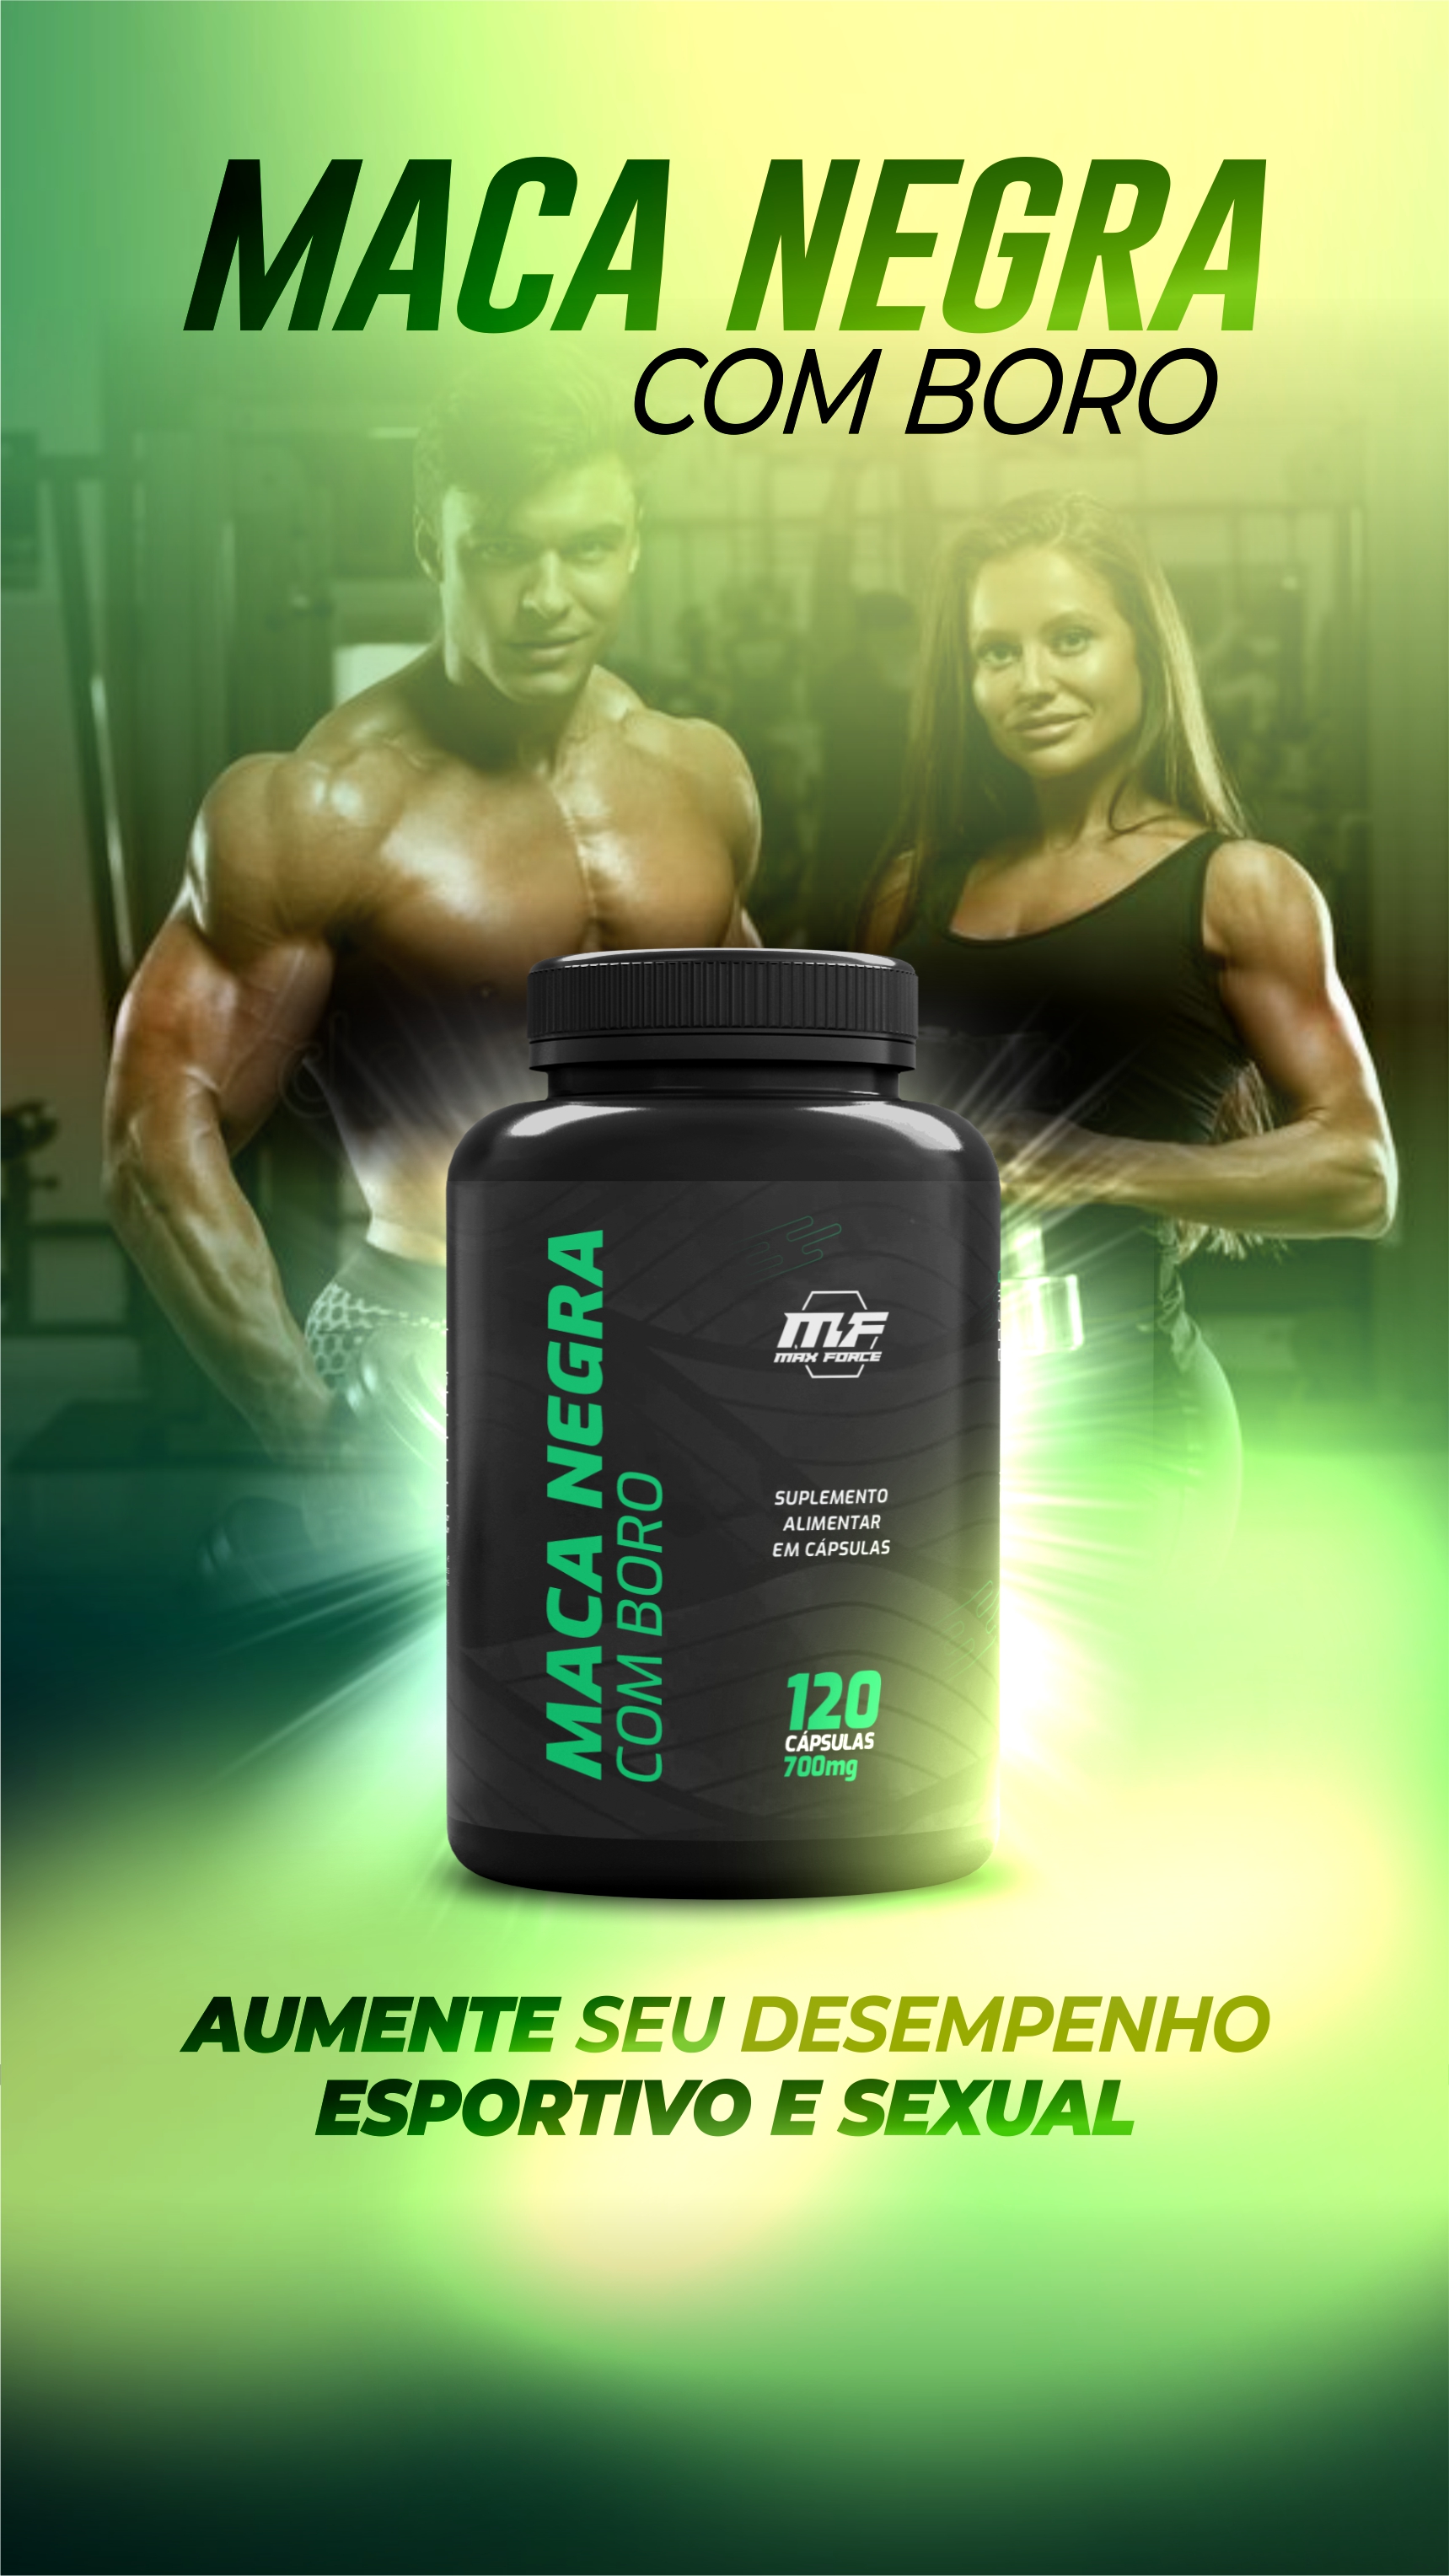 MACA NEGRA
COM BORO
MACA NEGRA
COM BORO
MF
MAX FORCE
SUPLEMENTO
ALIMENTAR
EM CÁPSULAS
120
CÁPSULAS
700mg
AUMENTE SEU DESEMPENHO
ESPORTIVO E SEXUAL